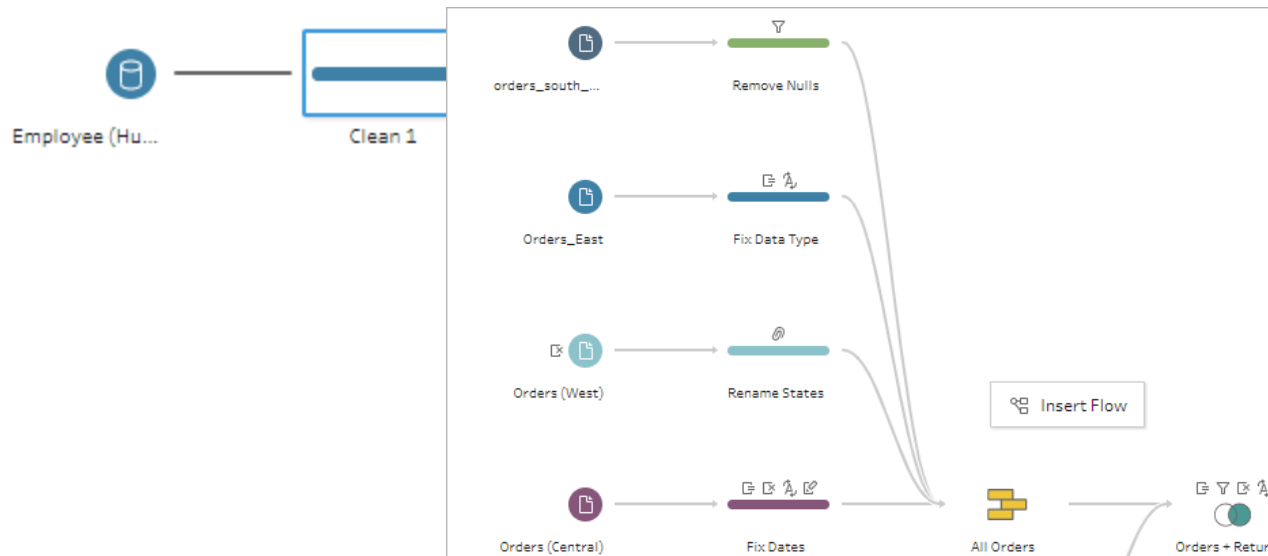 Employee (Hu...
Clean 1
orders_south_...
Remove Nulls
Orders_East
Fix Data Type
Orders (West)
Rename States
Insert Flow
Orders (Central)
Fix Dates
All Orders
Orders + Retur